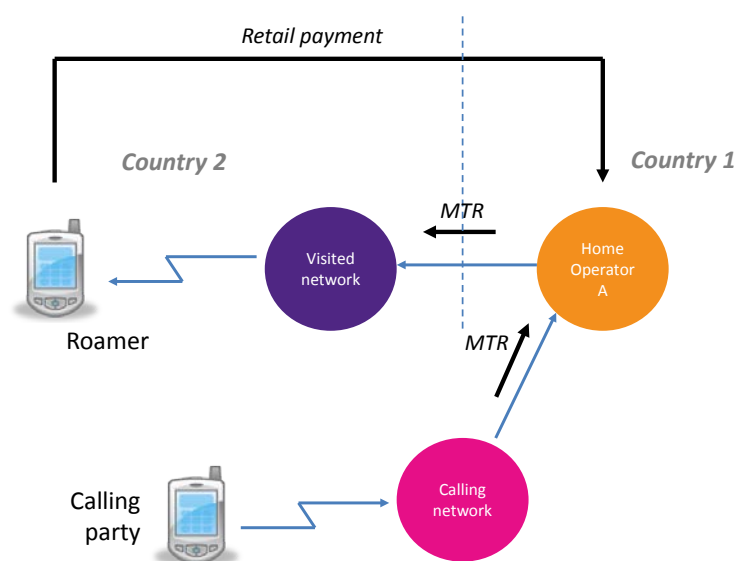 Retail payment
Country 2
Country 1
MTR
Visited
network
Home
Operator
A
Roamer
MTR
Calling
party
Calling
network